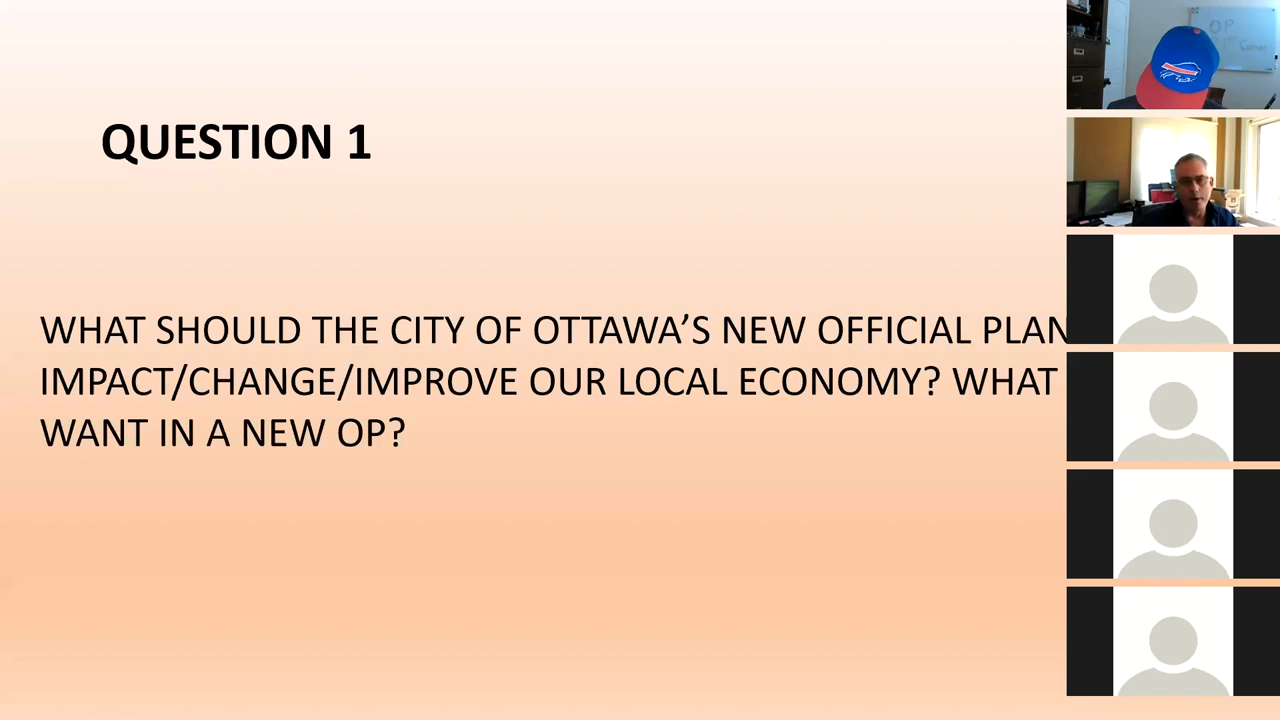 QUESTION 1
WHAT SHOULD THE CITY OF OTTAWA’S NEW OFFICIAL PLAN
IMPACT/CHANGE/IMPROVE OUR LOCAL ECONOMY? WHAT
WANT IN A NEW OP?
OP